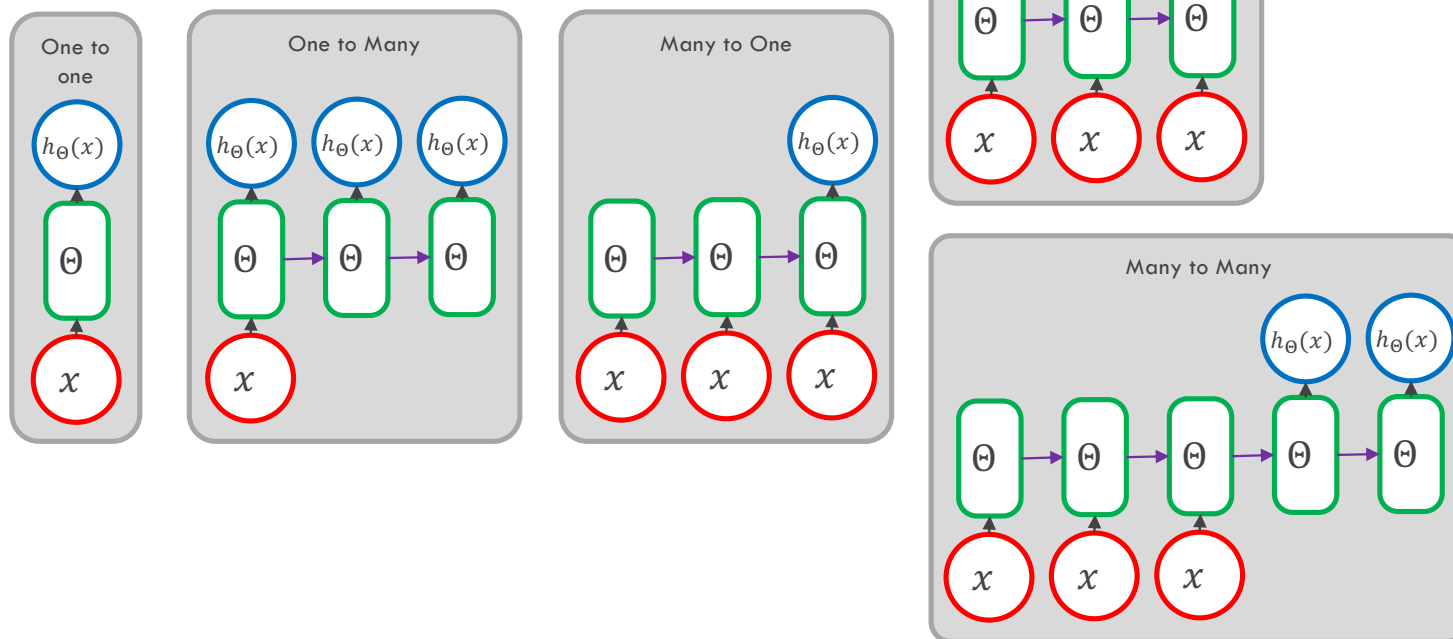 One to
one
h_Θ(x)
Θ
x
One to Many
h_Θ(x) h_Θ(x) h_Θ(x)
Θ Θ Θ
x
Many to One
h_Θ(x)
Θ Θ Θ
x x x
Θ Θ Θ
x x x
Many to Many
h_Θ(x) h_Θ(x)
Θ Θ Θ Θ Θ
x x x